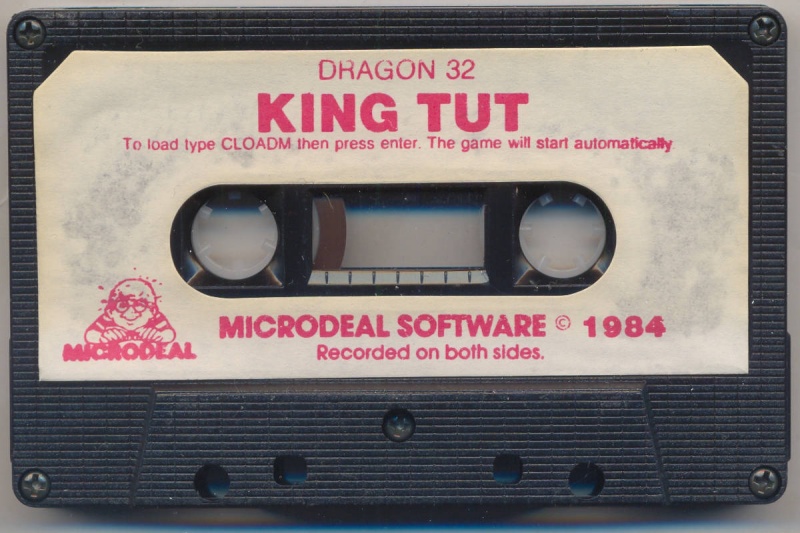 DRAGON 32
KING TUT
To load type CLOADM then press enter. The game will start automatically.
MICRODEAL
MICRODEAL SOFTWARE © 1984
Recorded on both sides.